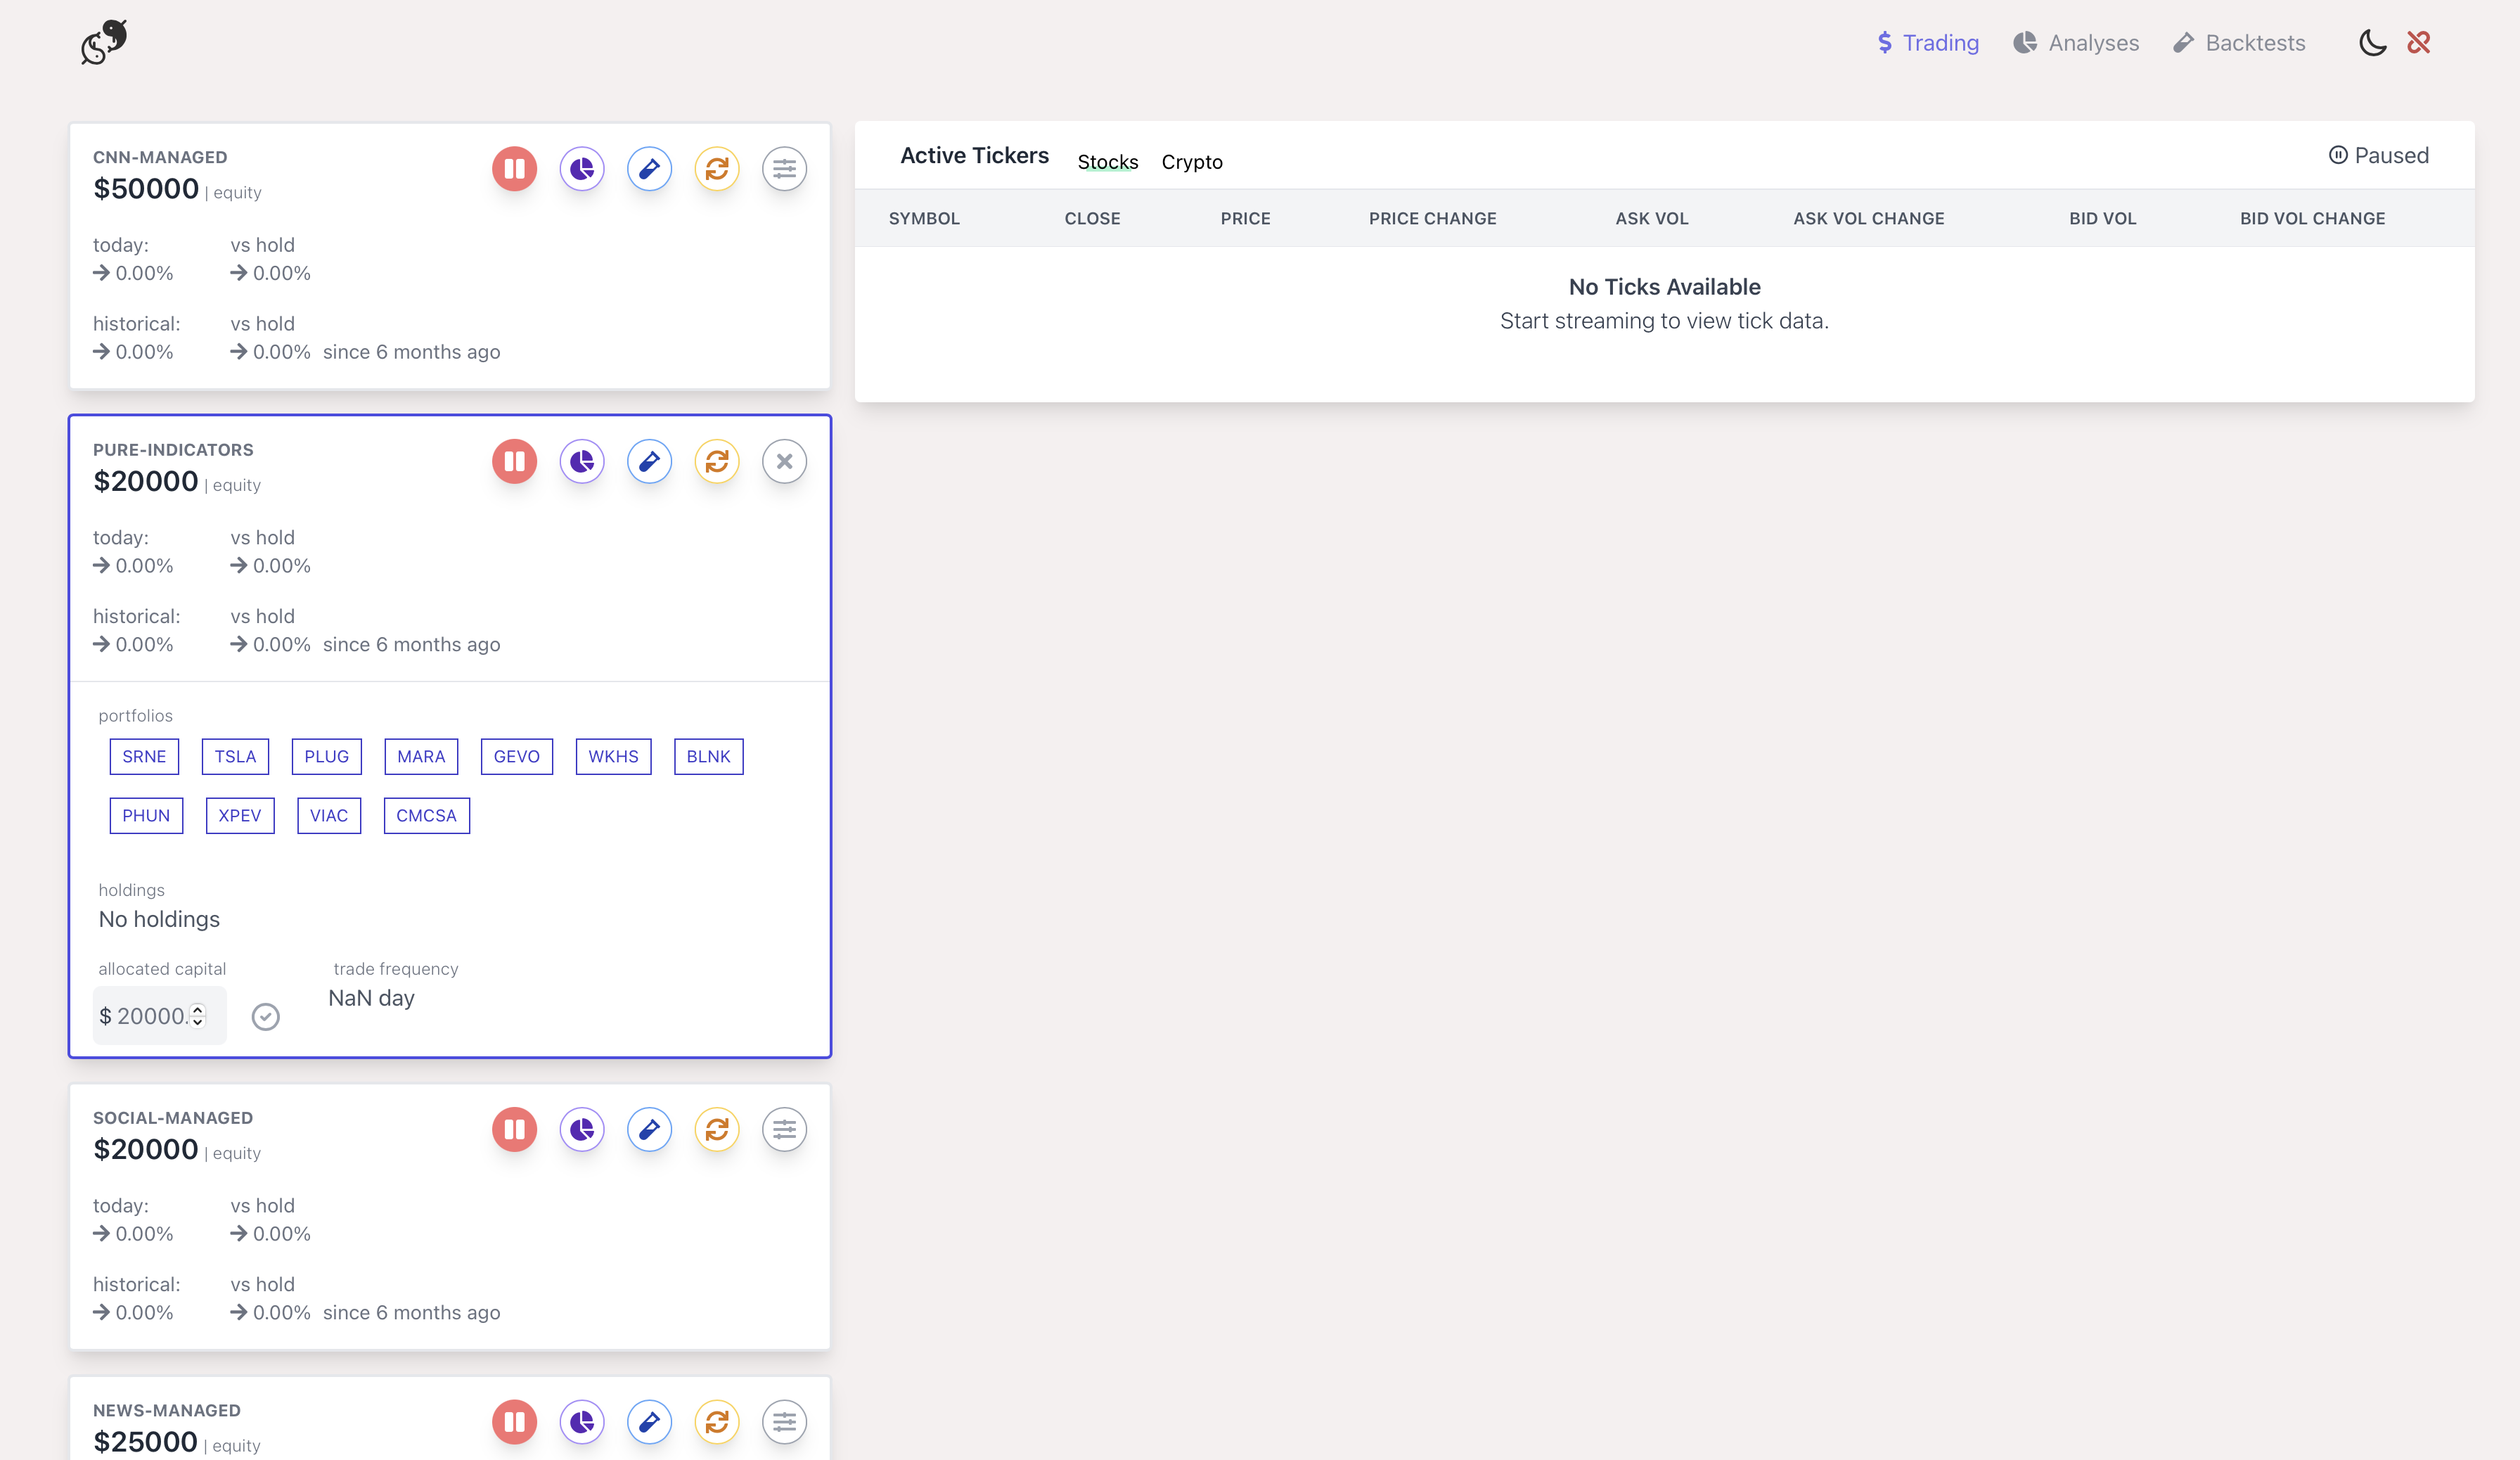 $ Trading Analyses Backtests
CNN-MANAGED
$50000 | equity
today: vs hold
→ 0.00% → 0.00%
historical: vs hold
→ 0.00% → 0.00% since 6 months ago
PURE-INDICATORS
$20000 | equity
today: vs hold
→ 0.00% → 0.00%
historical: vs hold
→ 0.00% → 0.00% since 6 months ago
portfolios
SRNE TSLA PLUG MARA GEVO WKHS BLNK
PHUN XPEV VIAC CMCSA
holdings
No holdings
allocated capital trade frequency
NaN day
$ 20000.
SOCIAL-MANAGED
$20000 | equity
today: vs hold
→ 0.00% → 0.00%
historical: vs hold
→ 0.00% → 0.00% since 6 months ago
NEWS-MANAGED
$25000 | equity
Active Tickers Stocks Crypto Paused
SYMBOL CLOSE PRICE PRICE CHANGE ASK VOL ASK VOL CHANGE BID VOL BID VOL CHANGE
No Ticks Available
Start streaming to view tick data.